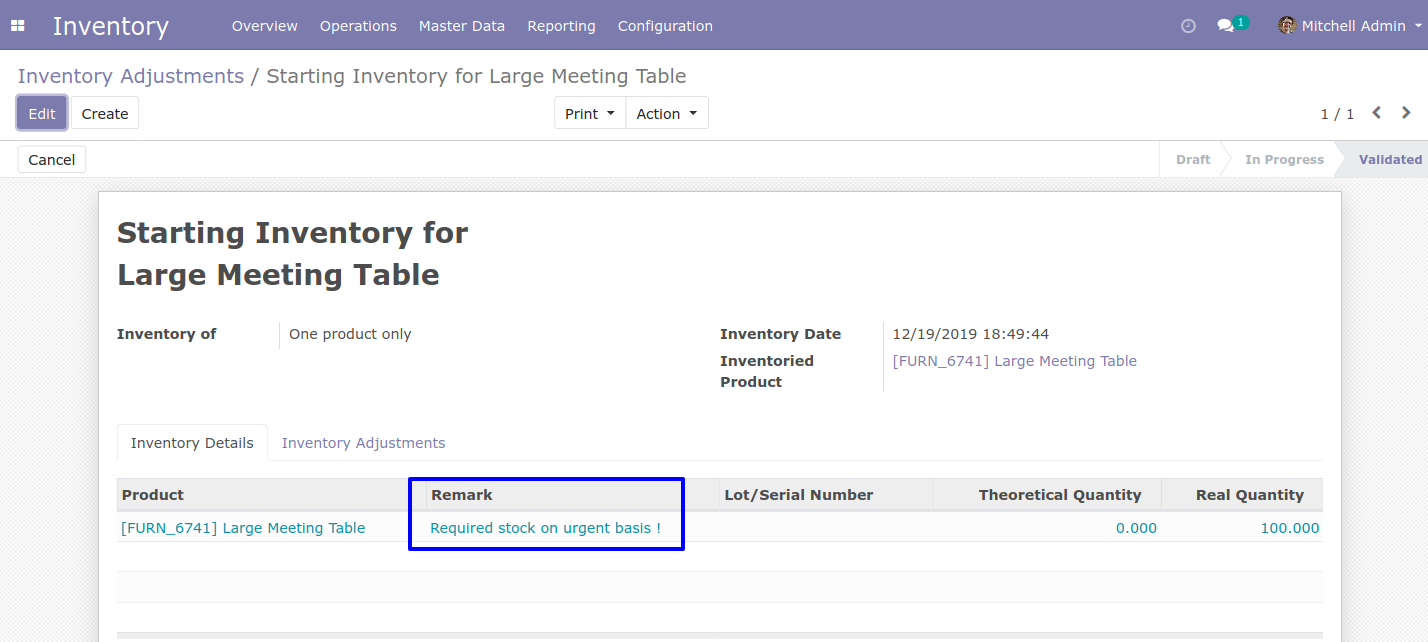 Inventory Overview Operations Master Data Reporting Configuration 1 Mitchell Admin
Inventory Adjustments / Starting Inventory for Large Meeting Table
Edit Create Print Action 1 / 1
Cancel Draft In Progress Validated
Starting Inventory for
Large Meeting Table
Inventory of One product only Inventory Date 12/19/2019 18:49:44
Inventoried [FURN_6741] Large Meeting Table
Product
Inventory Details Inventory Adjustments
Product Remark Lot/Serial Number Theoretical Quantity Real Quantity
[FURN_6741] Large Meeting Table Required stock on urgent basis ! 0.000 100.000